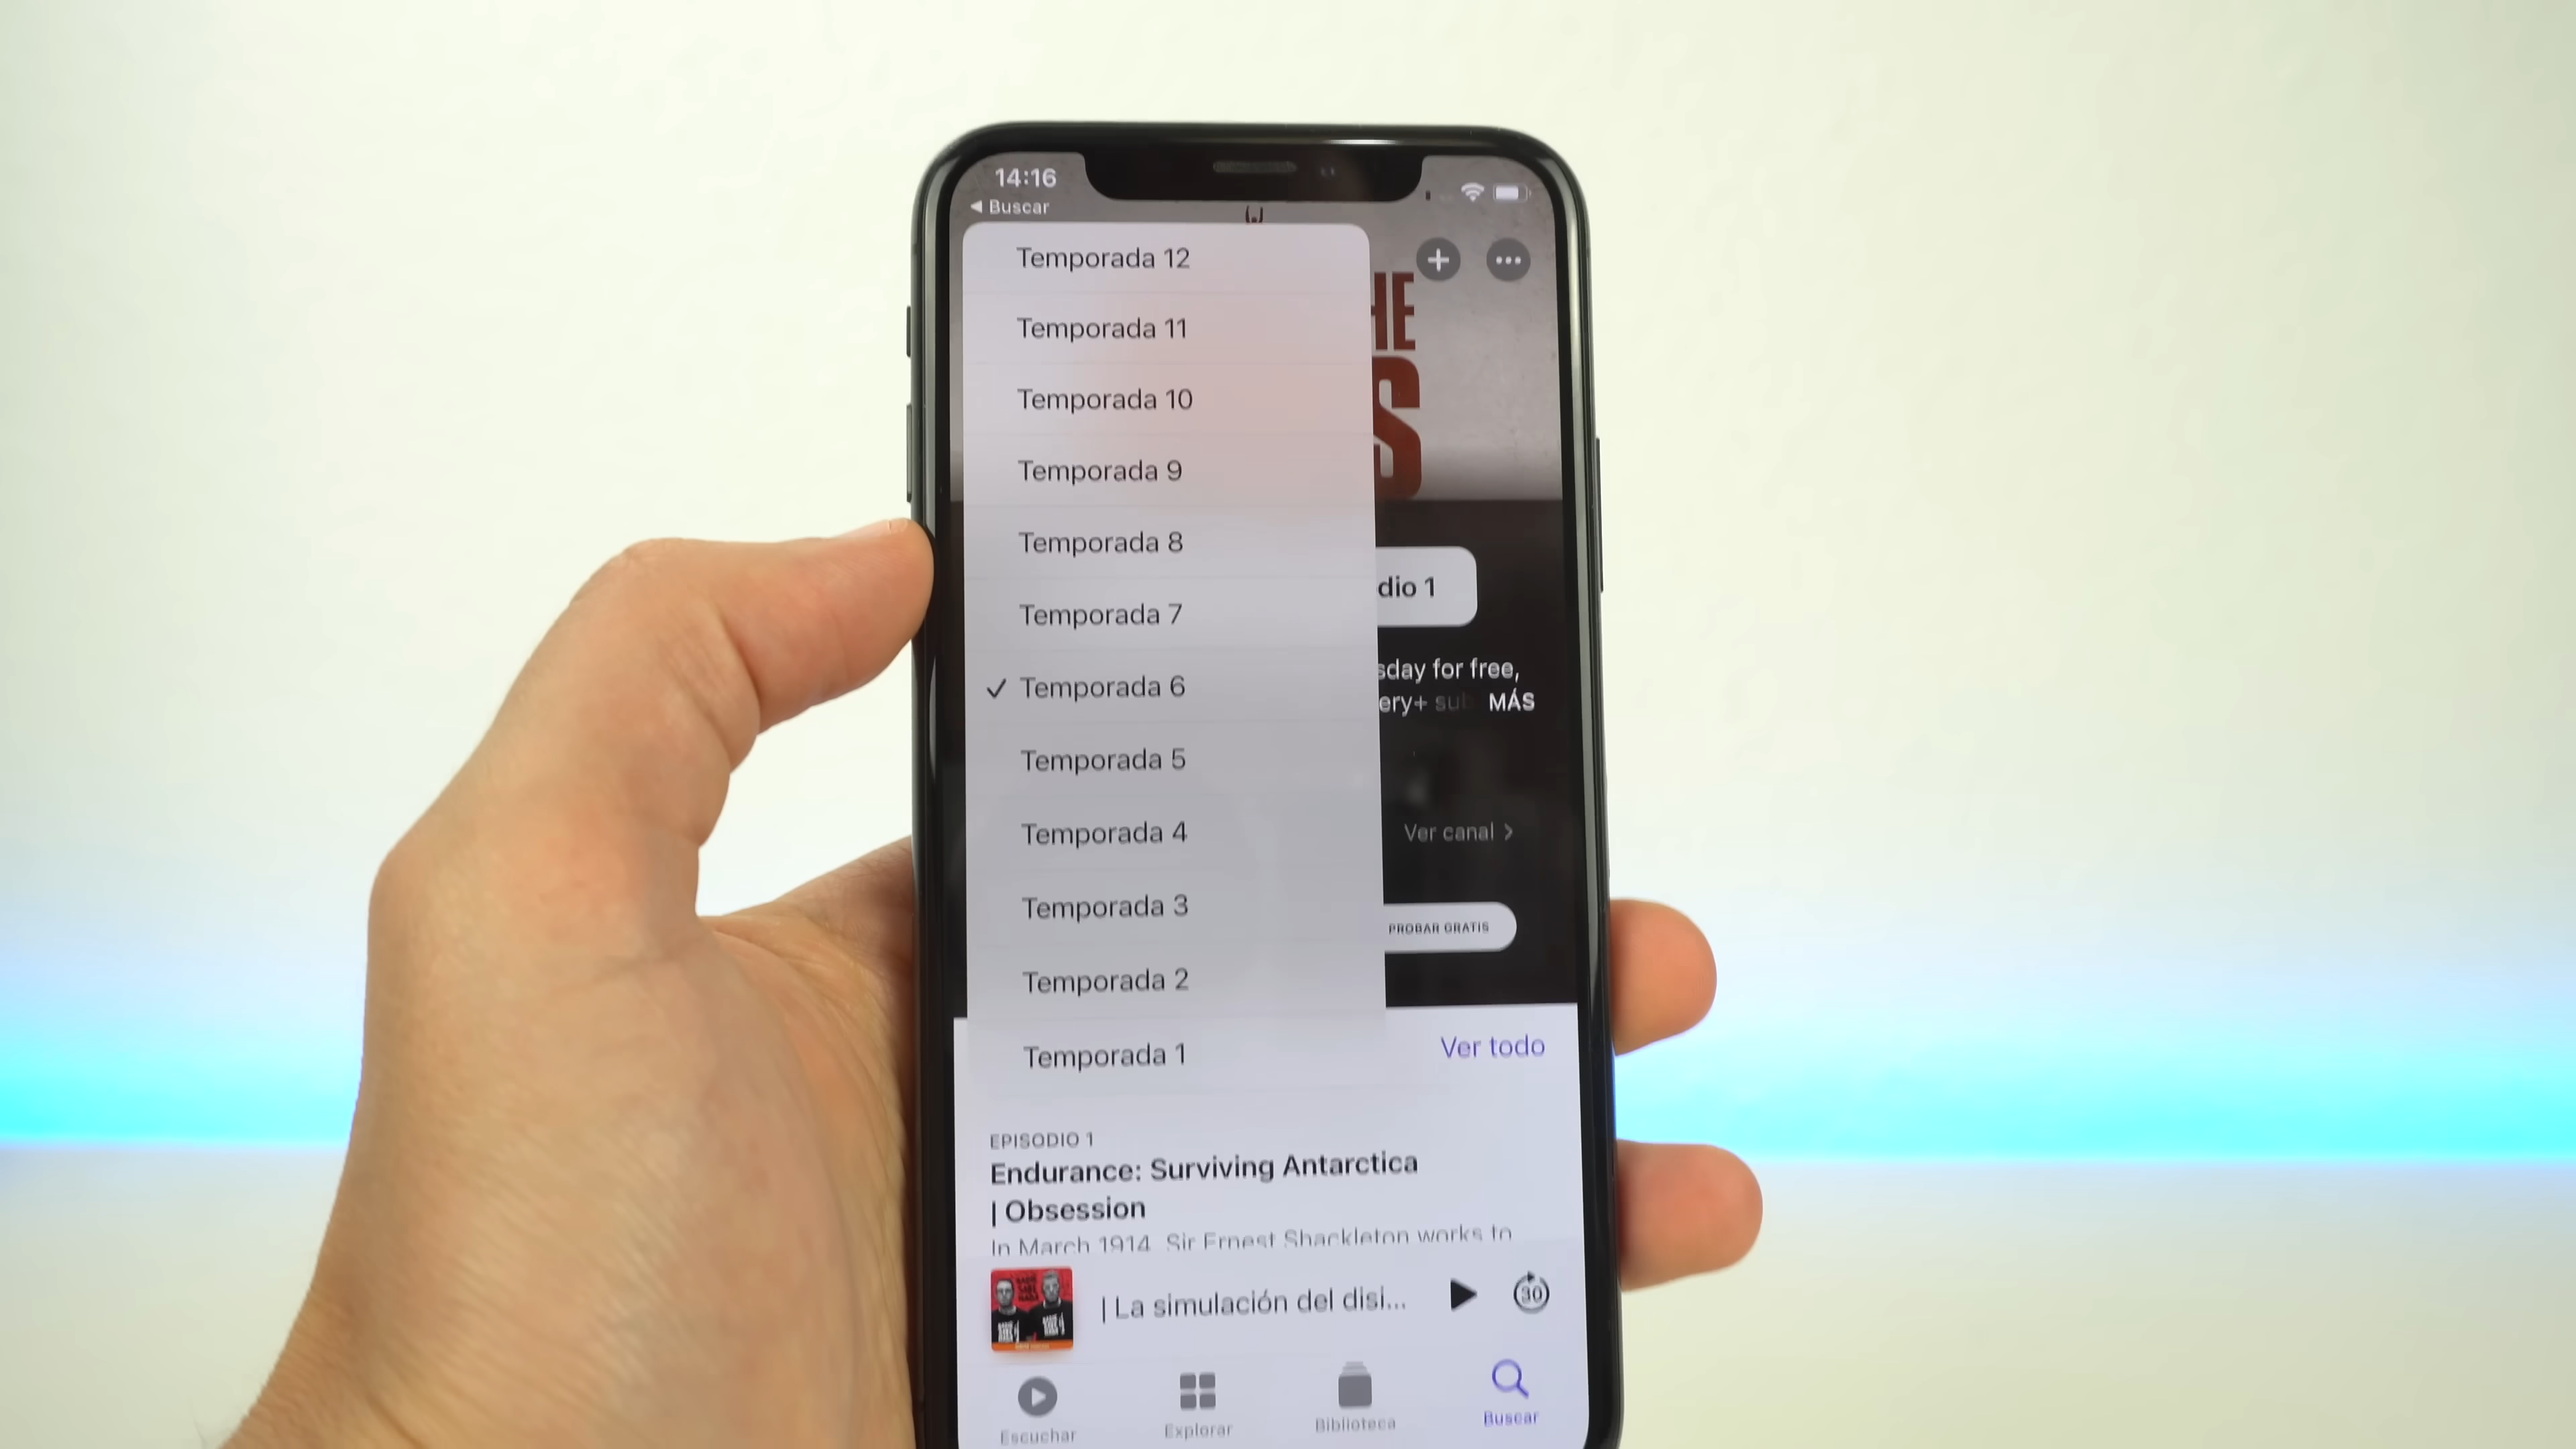 14:16
◀ Buscar
Temporada 12
Temporada 11
HE
Temporada 10
S
Temporada 9
Temporada 8
dio 1
Temporada 7
sday for free,
✓ Temporada 6
ery+ sub MÁS
Temporada 5
Temporada 4
Ver canal >
Temporada 3
PROBAR GRATIS
Temporada 2
Temporada 1
Ver todo
EPISODIO 1
Endurance: Surviving Antarctica
| Obsession
In March 1914, Sir Ernest Shackleton works to
| La simulación del disi...
30
Escuchar
Explorar
Biblioteca
Buscar